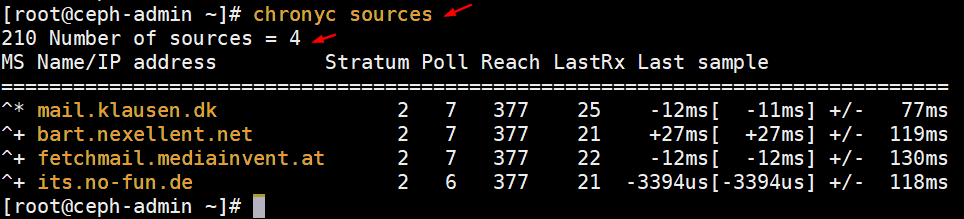 [root@ceph-admin ~]# chronyc sources
210 Number of sources = 4
MS Name/IP address         Stratum Poll Reach LastRx Last sample
===============================================================================
^* mail.klausen.dk               2   7   377    25    -12ms[  -11ms] +/-   77ms
^+ bart.nexellent.net            2   7   377    21    +27ms[  +27ms] +/-  119ms
^+ fetchmail.mediainvent.at      2   7   377    22    -12ms[  -12ms] +/-  130ms
^+ its.no-fun.de                 2   6   377    21  -3394us[-3394us] +/-  118ms
[root@ceph-admin ~]#